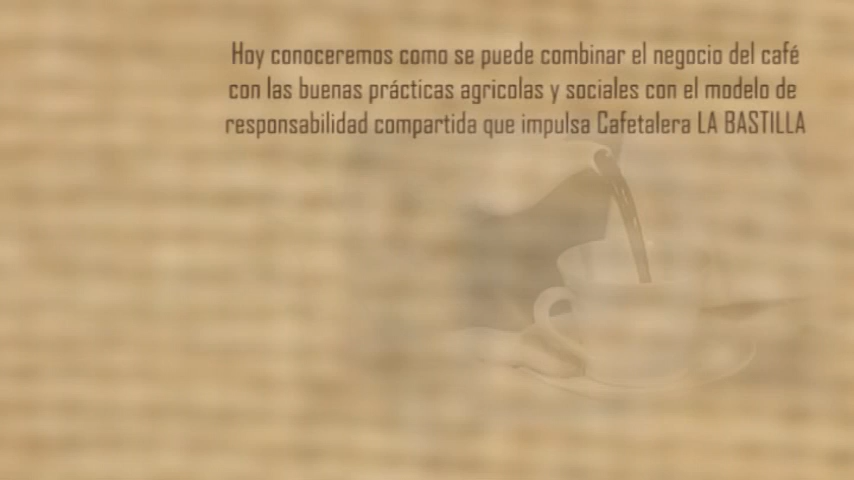 Hoy conoceremos como se puede combinar el negocio del café
con las buenas prácticas agricolas y sociales con el modelo de
responsabilidad compartida que impulsa Cafetalera LA BASTILLA